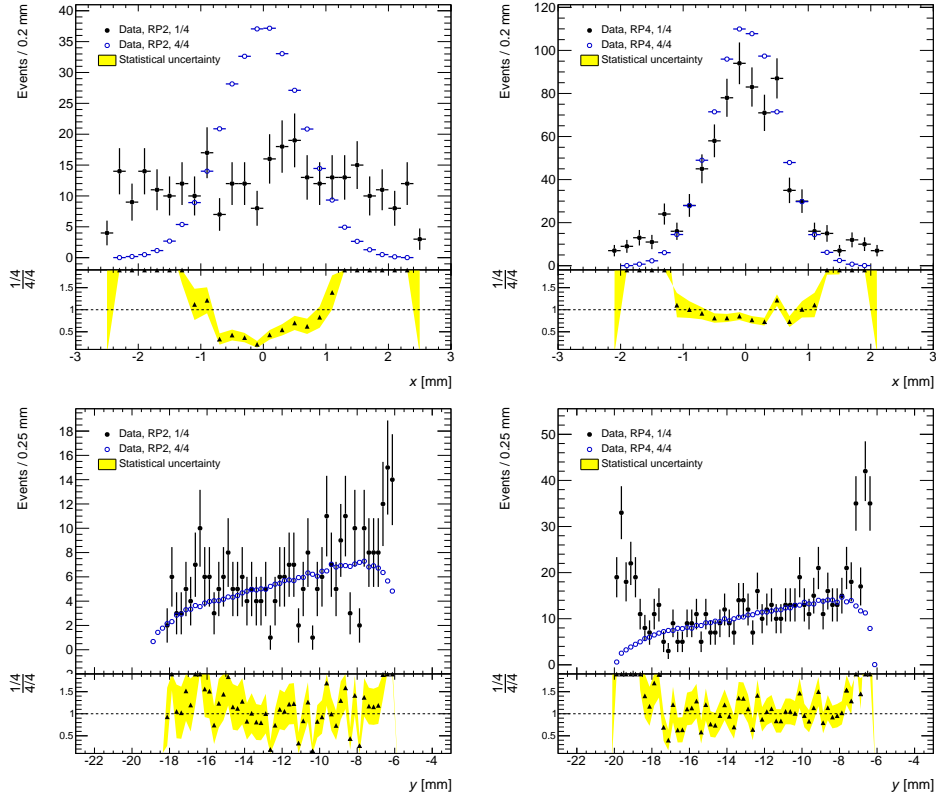 Events / 0.2 mm
40
35
30
25
20
15
10
5
0
Data, RP2, 1/4
Data, RP2, 4/4
Statistical uncertainty
1/4
4/4
1.5
1
0.5
-3 -2 -1 0 1 2 3
x [mm]
Events / 0.2 mm
120
100
80
60
40
20
0
Data, RP4, 1/4
Data, RP4, 4/4
Statistical uncertainty
1/4
4/4
1.5
1
0.5
-3 -2 -1 0 1 2 3
x [mm]
Events / 0.25 mm
18
16
14
12
10
8
6
4
2
0
Data, RP2, 1/4
Data, RP2, 4/4
Statistical uncertainty
1/4
4/4
1.5
1
0.5
-22 -20 -18 -16 -14 -12 -10 -8 -6 -4
y [mm]
Events / 0.25 mm
50
40
30
20
10
0
Data, RP4, 1/4
Data, RP4, 4/4
Statistical uncertainty
1/4
4/4
1.5
1
0.5
-22 -20 -18 -16 -14 -12 -10 -8 -6 -4
y [mm]